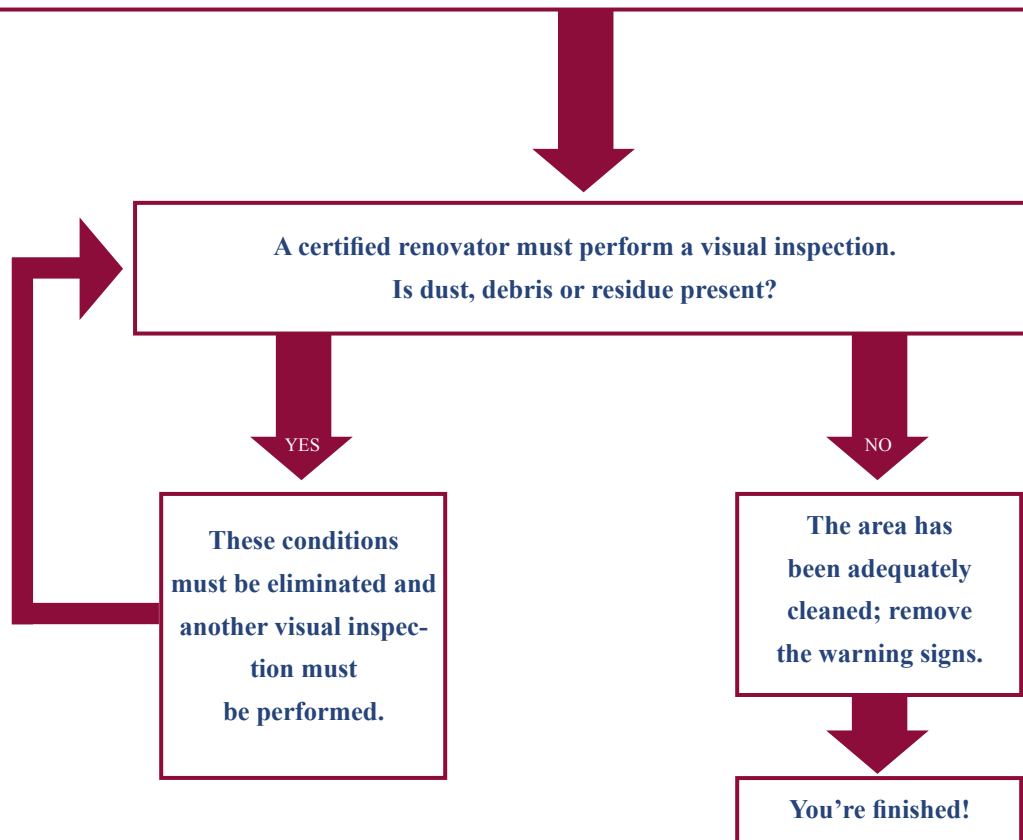 A certified renovator must perform a visual inspection.
Is dust, debris or residue present?
YES
NO
These conditions
must be eliminated and
another visual inspec-
tion must
be performed.
The area has
been adequately
cleaned; remove
the warning signs.
You're finished!